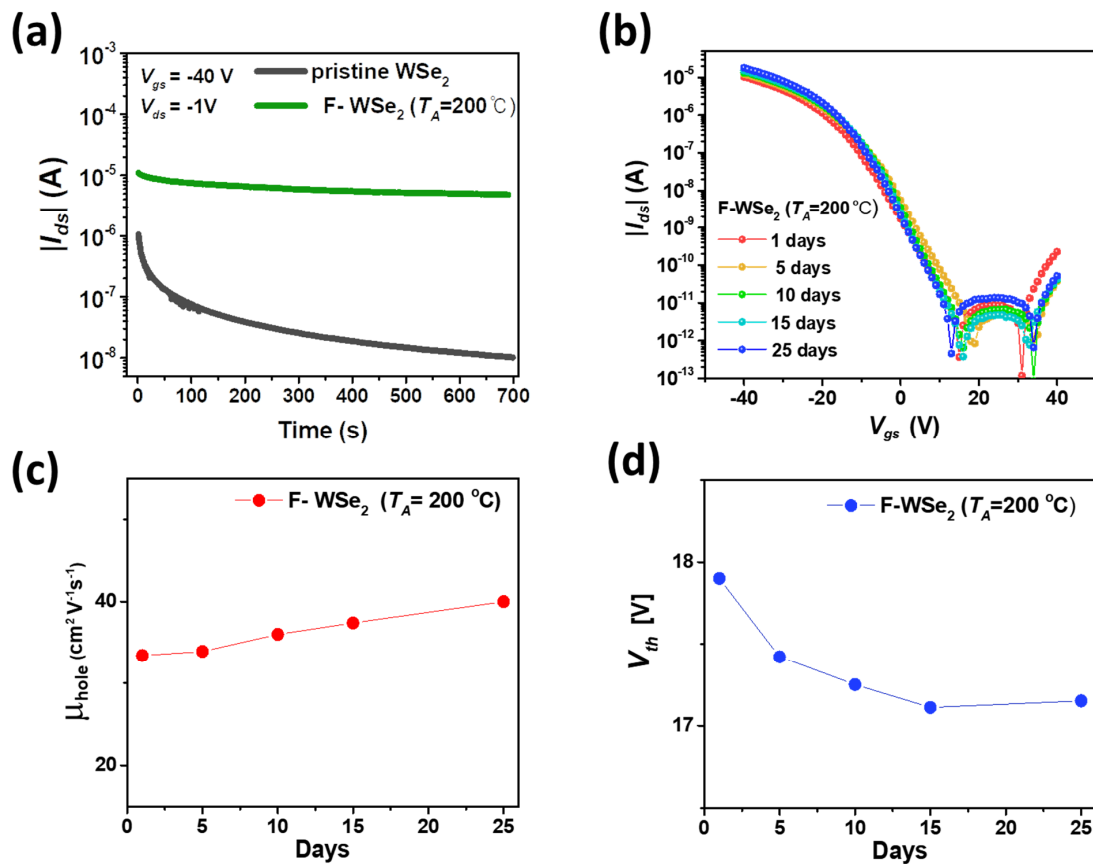 (a)
10⁻³
10⁻⁴
10⁻⁵
10⁻⁶
10⁻⁷
10⁻⁸
|I_ds| (A)
V_gs = -40 V
V_ds = -1V
pristine WSe₂
F- WSe₂ (T_A=200℃)
0 100 200 300 400 500 600 700
Time (s)
(b)
10⁻⁵
10⁻⁶
10⁻⁷
10⁻⁸
10⁻⁹
10⁻¹⁰
10⁻¹¹
10⁻¹²
10⁻¹³
|I_ds| (A)
F-WSe₂ (T_A=200℃)
1 days
5 days
10 days
15 days
25 days
-40 -20 0 20 40
V_gs (V)
(c)
F- WSe₂ (T_A= 200 °C)
40
20
μ_hole (cm² V⁻¹s⁻¹)
0 5 10 15 20 25
Days
(d)
F-WSe₂ (T_A=200 °C)
18
17
V_th [V]
0 5 10 15 20 25
Days